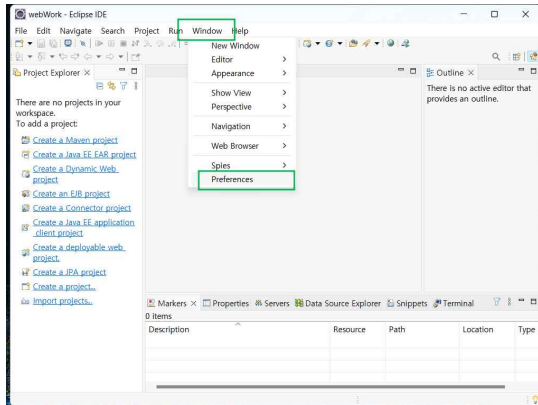 webWork - Eclipse IDE
File Edit Navigate Search Project Run Window Help
New Window
Editor
Appearance
Show View
Perspective
Navigation
Web Browser
Spies
Preferences
Project Explorer
There are no projects in your
workspace.
To add a project:
Create a Maven project
Create a Java EE EAR project
Create a Dynamic Web
project
Create an EJB project
Create a Connector project
Create a Java EE application
client project
Create a deployable web
project.
Create a JPA project
Create a project...
Import projects...
Outline
There is no active editor that
provides an outline.
Markers Properties Servers Data Source Explorer Snippets Terminal
0 items
Description Resource Path Location Type